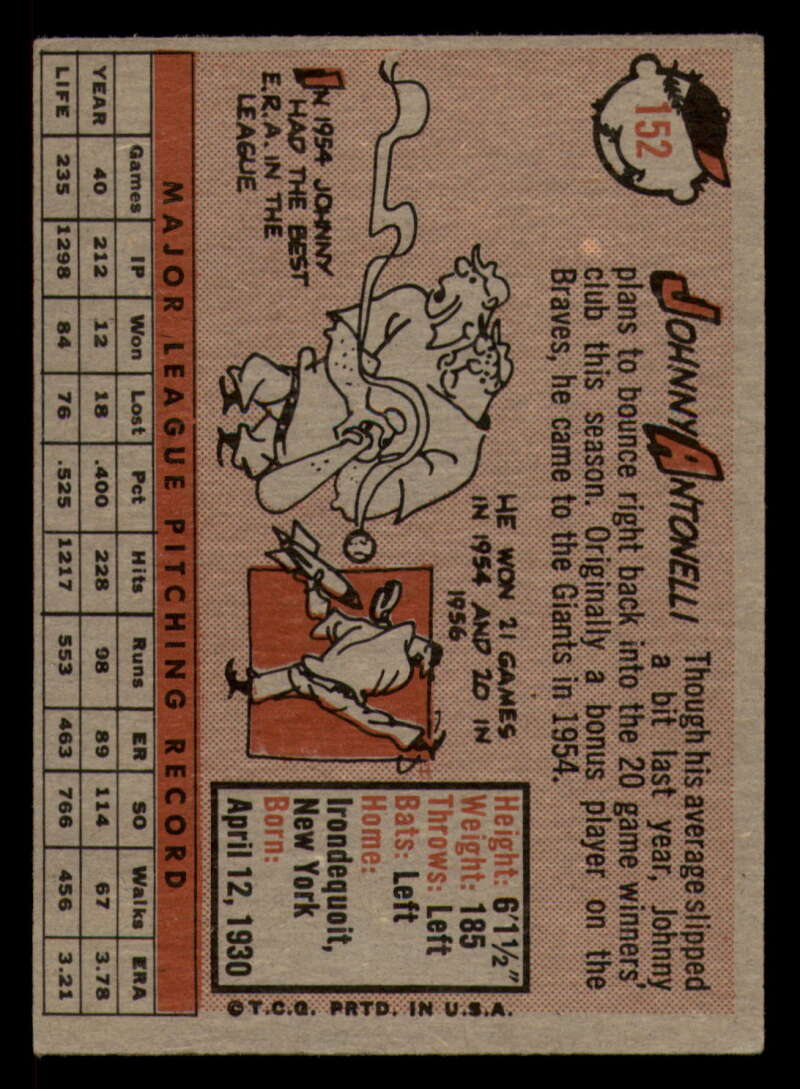 152
JOHNNY ANTONELLI
Though his average slipped
a bit last year, Johnny
plans to bounce right back into the 20 game winners'
club this season. Originally a bonus player on the
Braves, he came to the Giants in 1954.
IN 1954 JOHNNY
HAD THE BEST
E.R.A. IN THE
LEAGUE
HE WON 21 GAMES
IN 1954 AND 20 IN
1956
Height: 6'1½"
Weight: 185
Throws: Left
Bats: Left
Home:
Irondequoit,
New York
Born:
April 12, 1930
©T.C.G. PRTD. IN U.S.A.
MAJOR LEAGUE PITCHING RECORD
Games IP Won Lost Pct Hits Runs ER SO Walks ERA
YEAR 40 212 12 18 .400 228 98 89 114 67 3.78
LIFE 235 1298 84 76 .525 1217 553 463 766 456 3.21